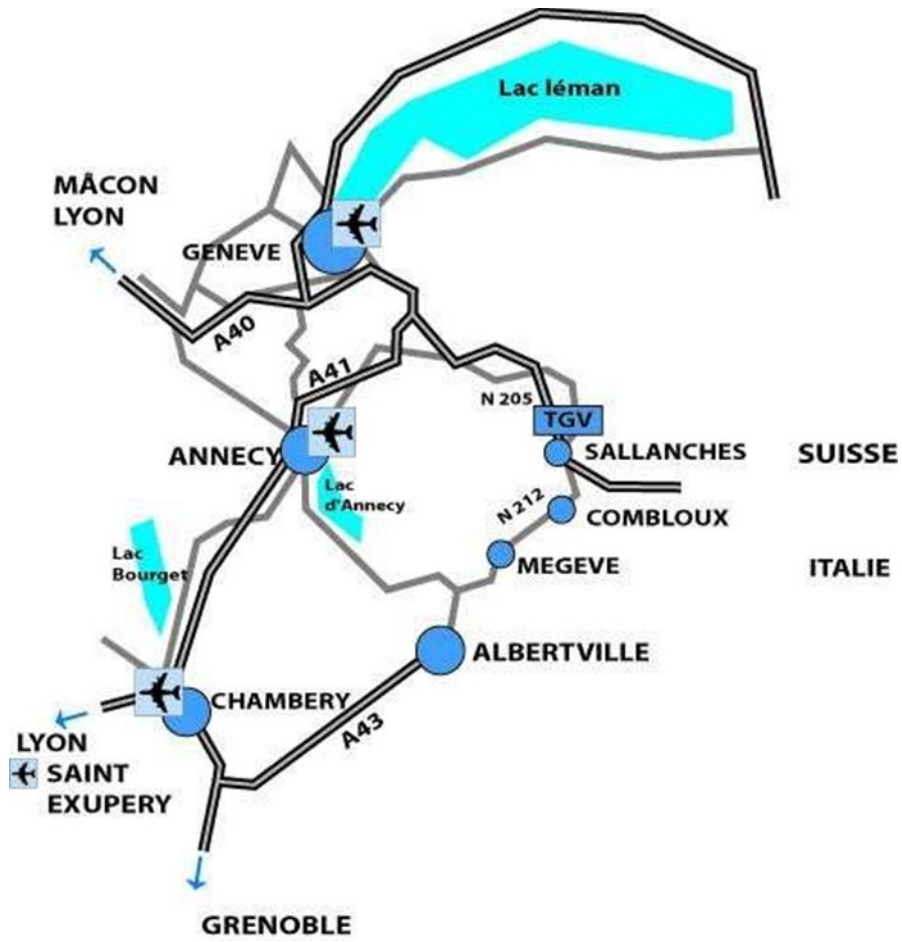 Lac léman
MÂCON
LYON
GENEVE
A40
A41
N 205
TGV
ANNECY
SALLANCHES
SUISSE
Lac
d'Annecy
N 212
COMBLOUX
Lac
Bourget
MEGEVE
ITALIE
ALBERTVILLE
CHAMBERY
A43
LYON
SAINT
EXUPERY
GRENOBLE